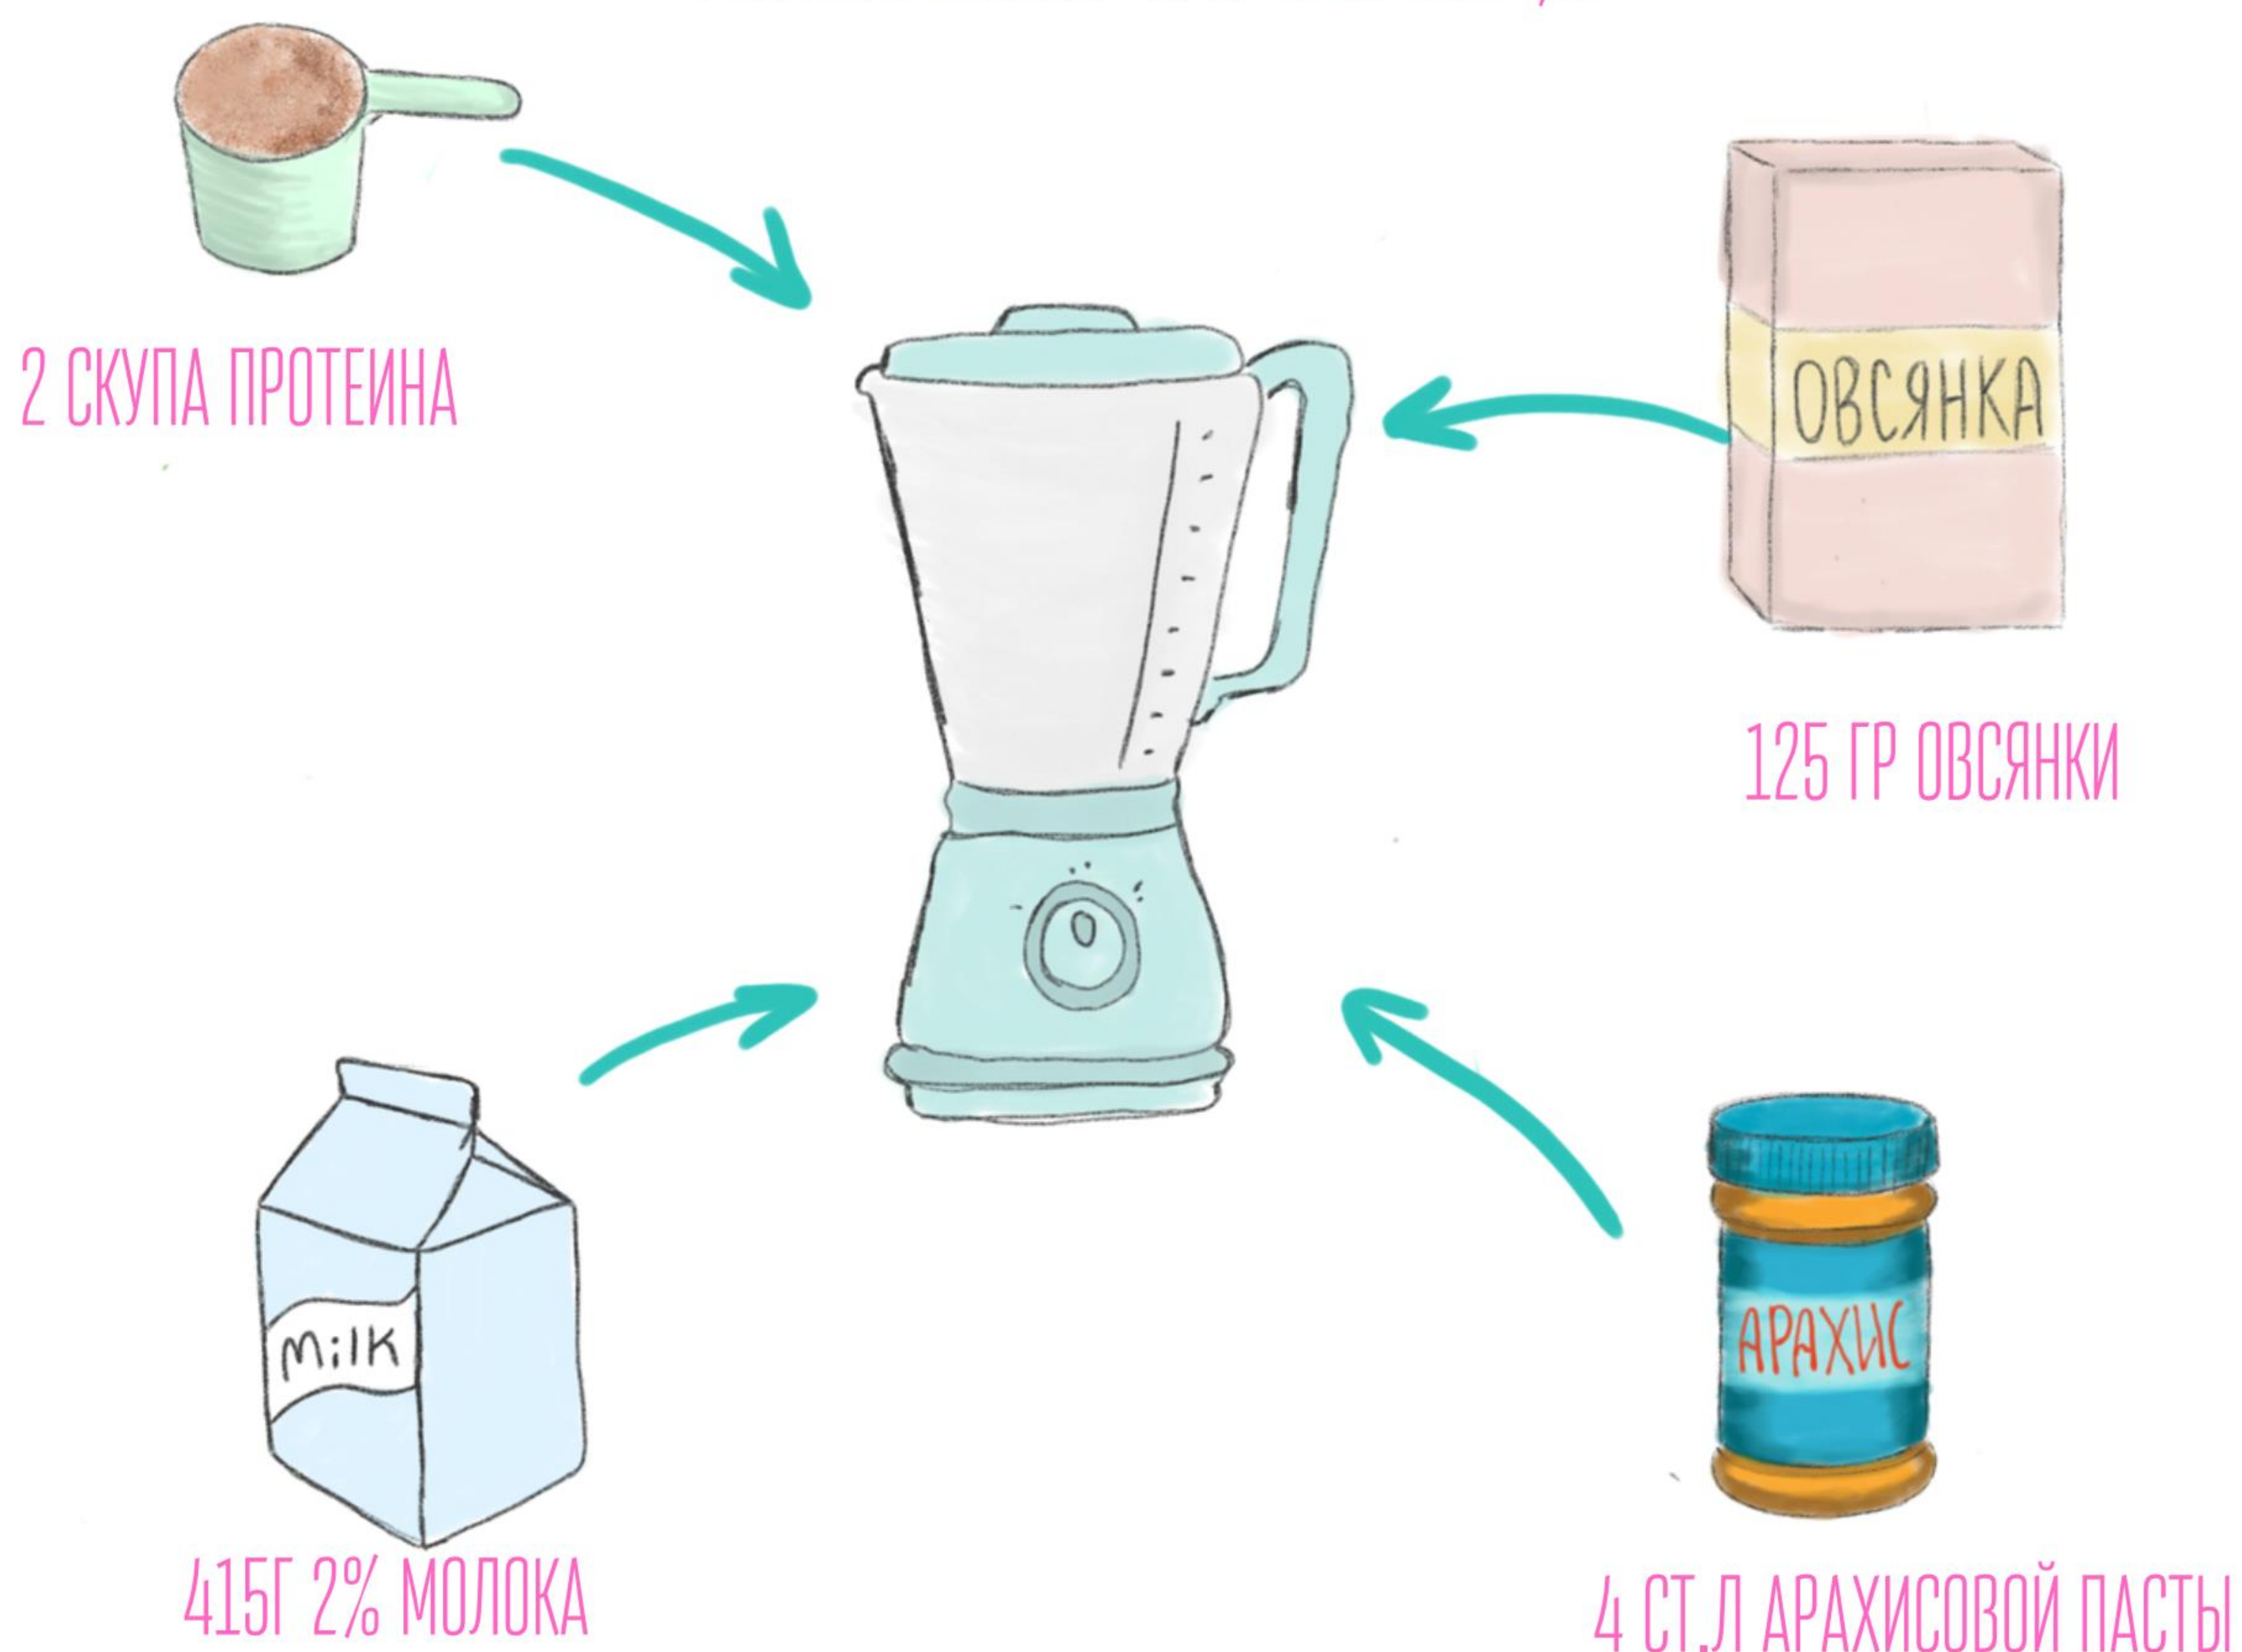 2 СКУПА ПРОТЕИНА
ОВСЯНКА
125 ГР ОВСЯНКИ
Milk
415Г 2% МОЛОКА
АРАХИС
4 СТ.Л АРАХИСОВОЙ ПАСТЫ